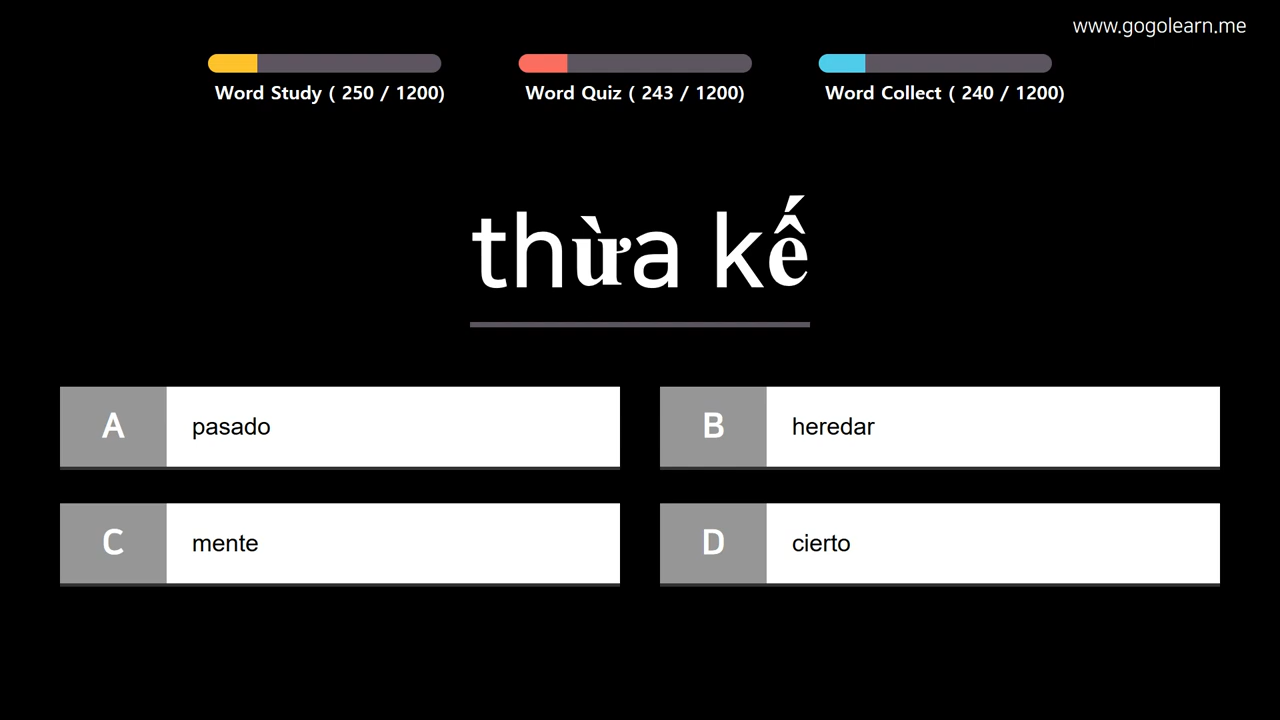 www.gogolearn.me
Word Study ( 250 / 1200)
Word Quiz ( 243 / 1200)
Word Collect ( 240 / 1200)
thừa kế
A pasado
B heredar
C mente
D cierto